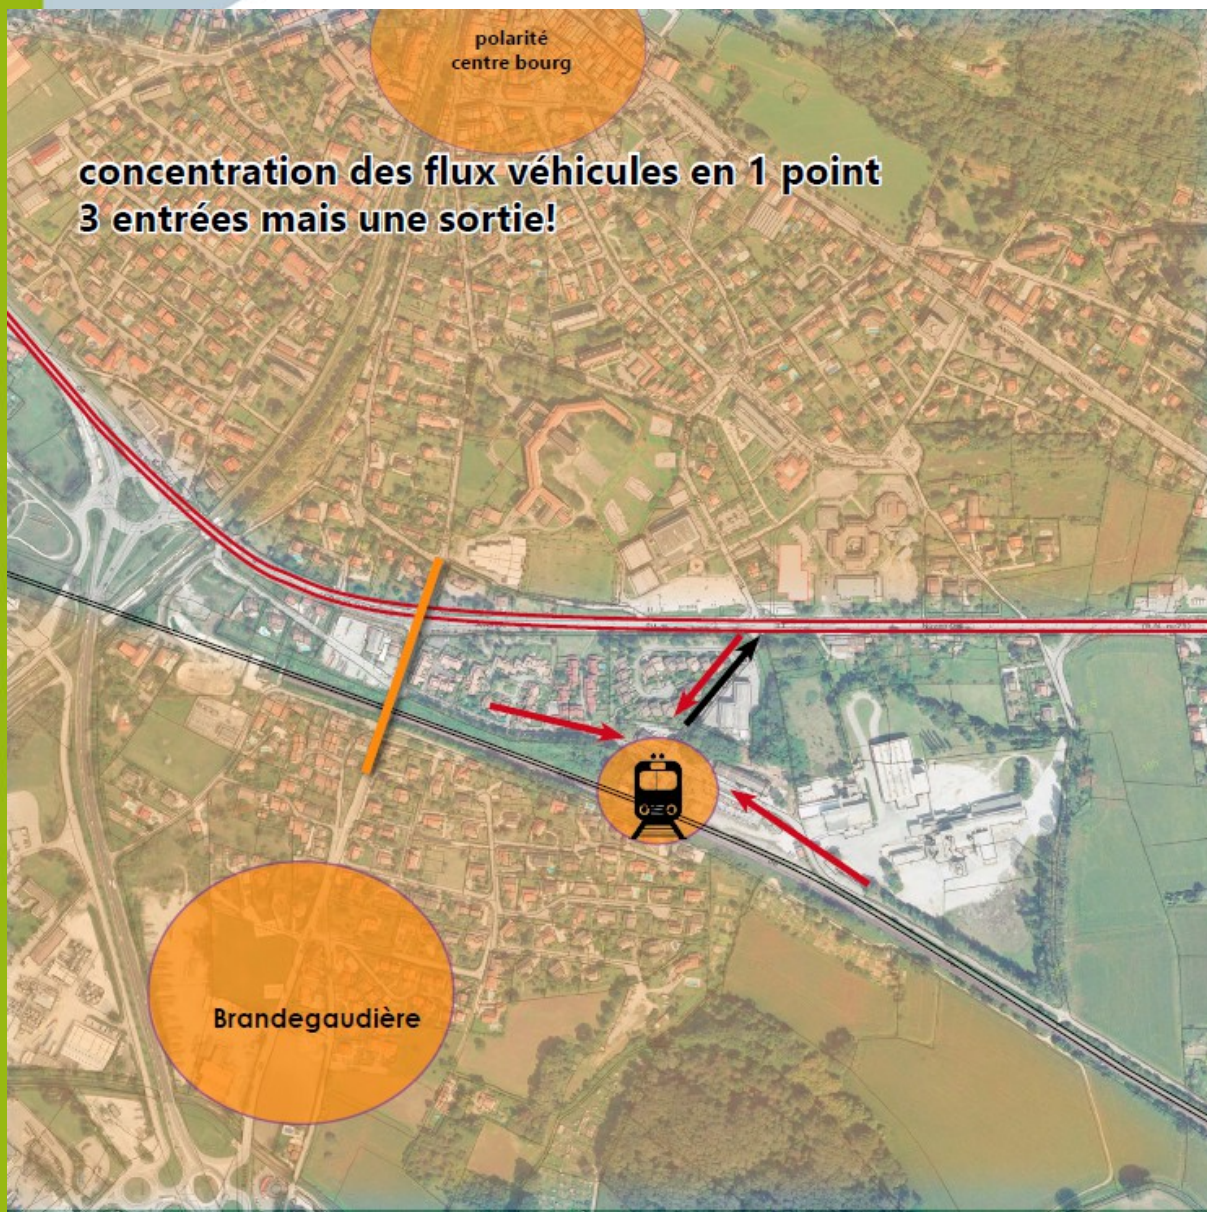 polarité
centre bourg
concentration des flux véhicules en 1 point
3 entrées mais une sortie!
Brandegaudière